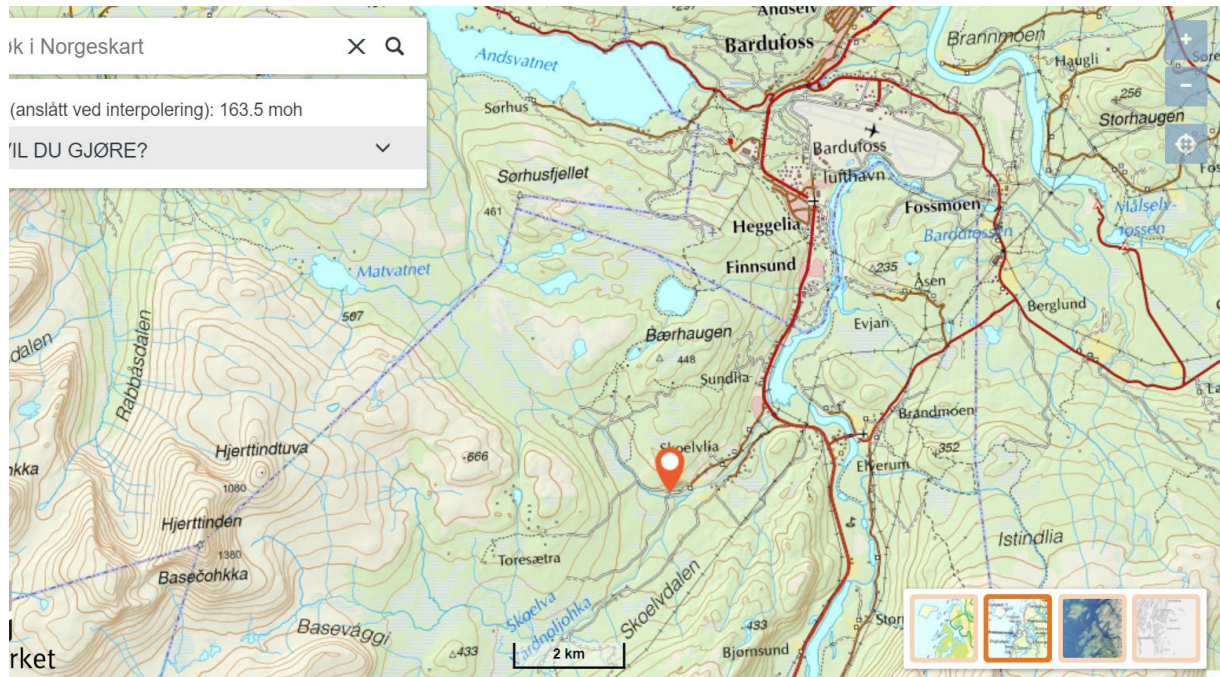 øk i Norgeskart
(anslått ved interpolering): 163.5 moh
VIL DU GJØRE?
Andselv
Bardufoss
Brannmoen
Haugli
256
Storhaugen
Andsvatnet
Sørhus
Bardufoss
lufthavn
Sørhusfjellet
461
Heggelia
Fossmoen
Bardufossen
Målselv-
fossen
Finnsund
235
Åsen
Berglund
Evjan
Matvatnet
507
Bærhaugen
448
Sundlia
Rabbåsdalen
dalen
Brandmoen
352
Elverum
Skoelvlia
Hjerttindtuva
1080
666
Hjerttinden
1380
Basečohkka
Toresætra
Istindlia
Skoelva
Skoelvdalen
Basevággi
433
433
Bjørnsund
2 km
rket